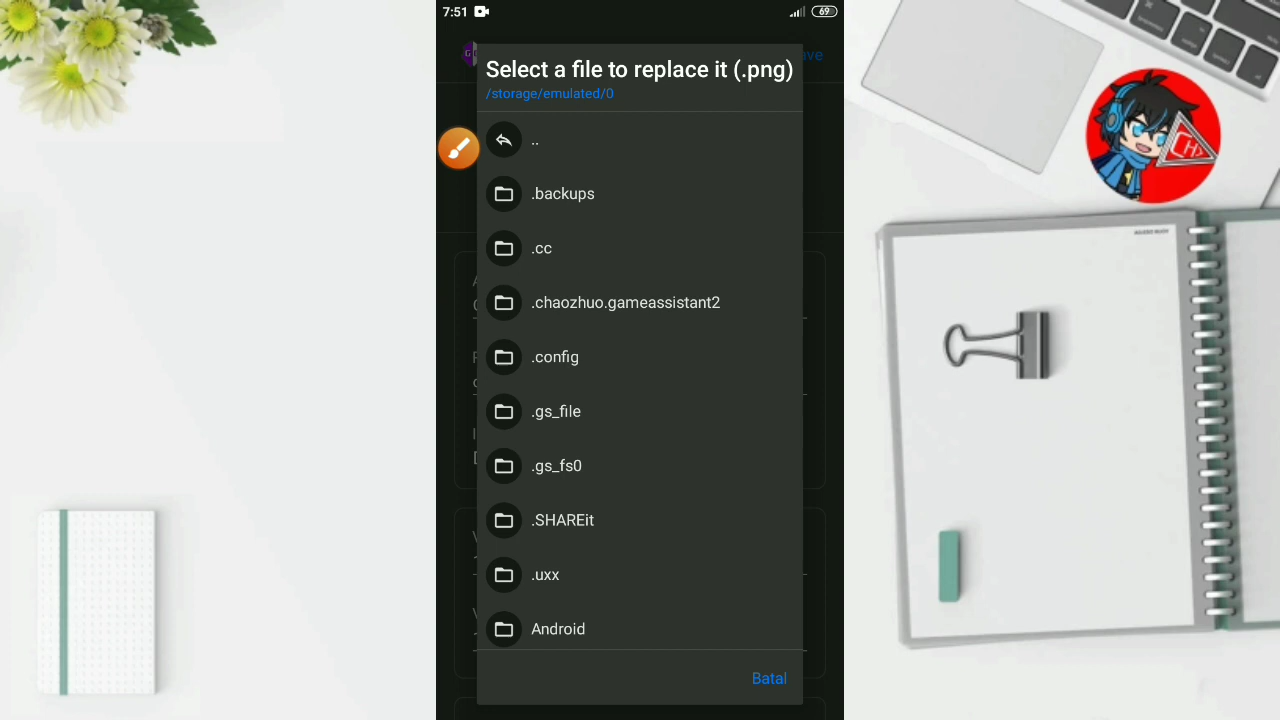 7:51
69
ave
Select a file to replace it (.png)
/storage/emulated/0
..
.backups
.cc
.chaozhuo.gameassistant2
.config
.gs_file
.gs_fs0
.SHAREit
.uxx
Android
Batal